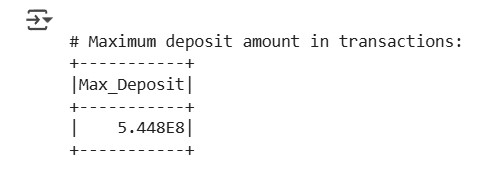 # Maximum deposit amount in transactions:
+-----------+
|Max_Deposit|
+-----------+
|    5.448E8|
+-----------+